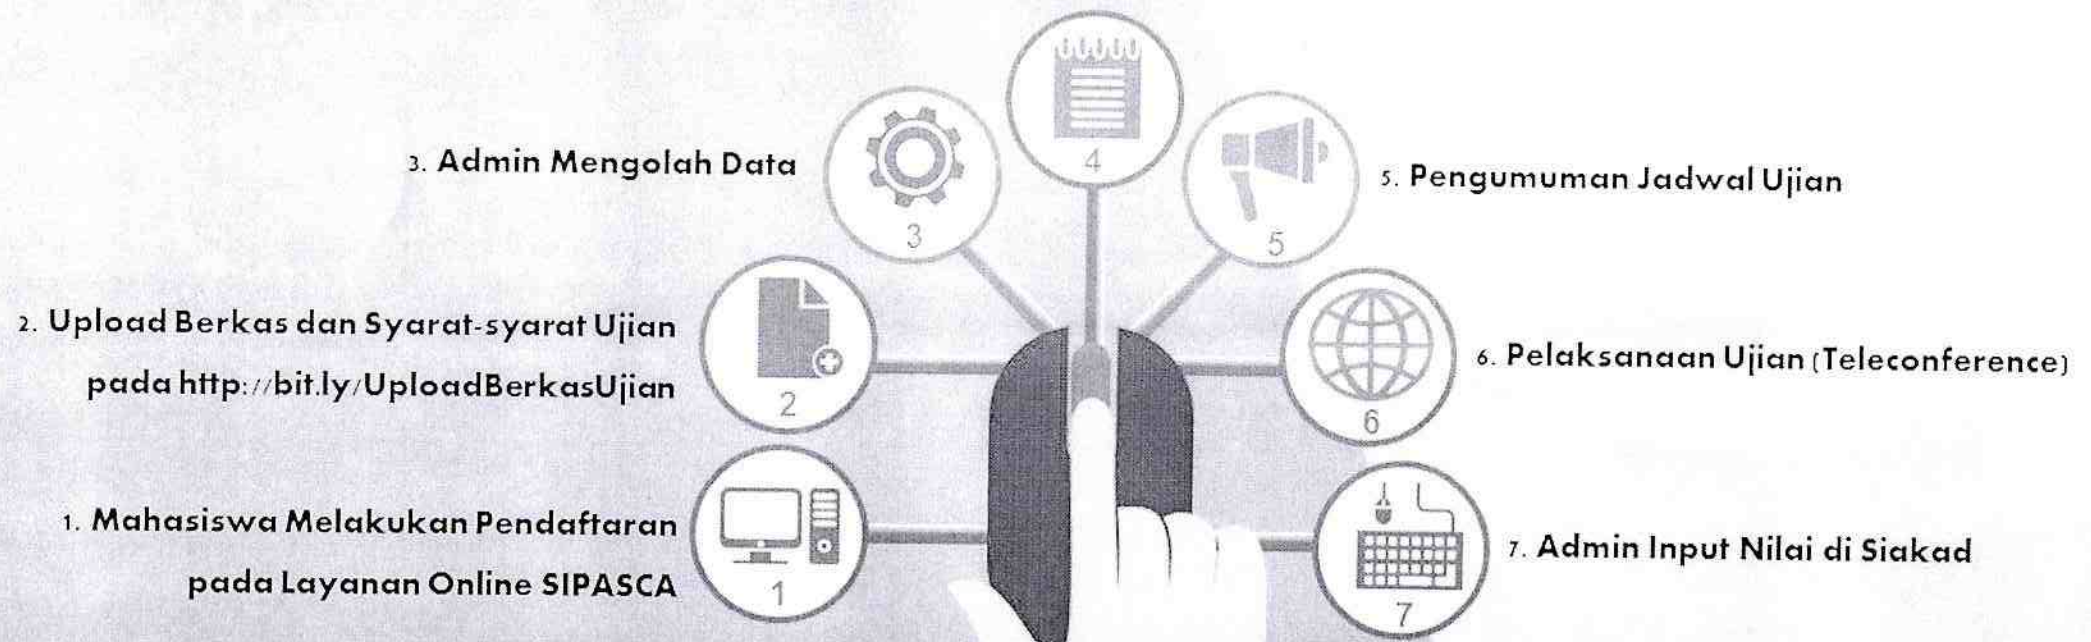 4
3. Admin Mengolah Data
3
5
5. Pengumuman Jadwal Ujian
2. Upload Berkas dan Syarat-syarat Ujian
pada http://bit.ly/UploadBerkasUjian
2
6
6. Pelaksanaan Ujian (Teleconference)
1. Mahasiswa Melakukan Pendaftaran
pada Layanan Online SIPASCA
1
7
7. Admin Input Nilai di Siakad